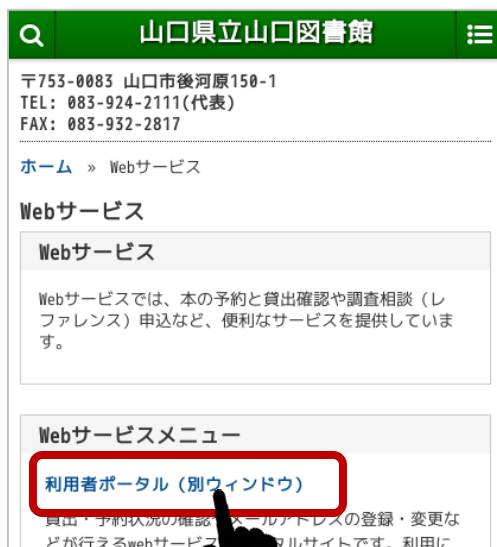 山口県立山口図書館
〒753-0083 山口市後河原150-1
TEL: 083-924-2111(代表)
FAX: 083-932-2817
ホーム » Webサービス
Webサービス
Webサービス
Webサービスでは、本の予約と貸出確認や調査相談（レ
ファレンス）申込など、便利なサービスを提供していま
す。
Webサービスメニュー
利用者ポータル（別ウィンドウ）
貸出・予約状況の確認 メールアドレスの登録・変更な
どが行えるwebサービス タルサイトです。利用に